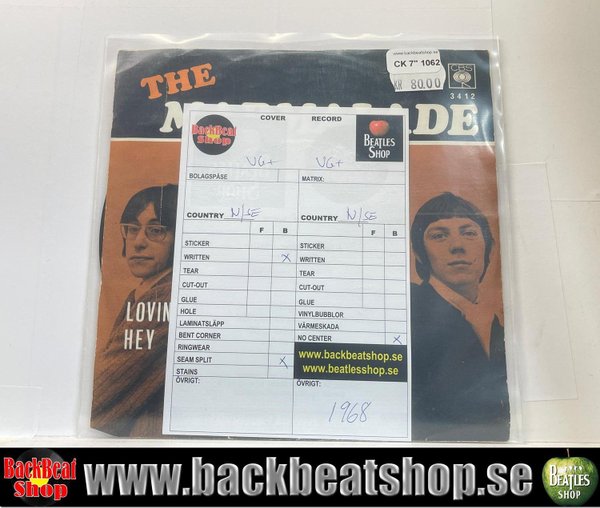 www.backbeatshop.se
CK 7" 1062
KR 80.00
CBS
3412
THE
ADE
LOVIN
HEY
BackBeat
Shop
COVER
RECORD
BEATLES
SHOP
VG+
VG+
BOLAGSPÅSE
MATRIX:
COUNTRY N/SE
COUNTRY N/SE
F B
F B
STICKER
STICKER
WRITTEN X
WRITTEN
TEAR
TEAR
CUT-OUT
CUT-OUT
GLUE
GLUE
HOLE
VINYLBUBBLOR
LAMINATSLÄPP
VÄRMESKADA
BENT CORNER
NO CENTER X
RINGWEAR
SEAM SPLIT X
STAINS
www.backbeatshop.se
www.beatlesshop.se
ÖVRIGT:
ÖVRIGT:
1968
BackBeat
Shop
www.backbeatshop.se
BEATLES
SHOP